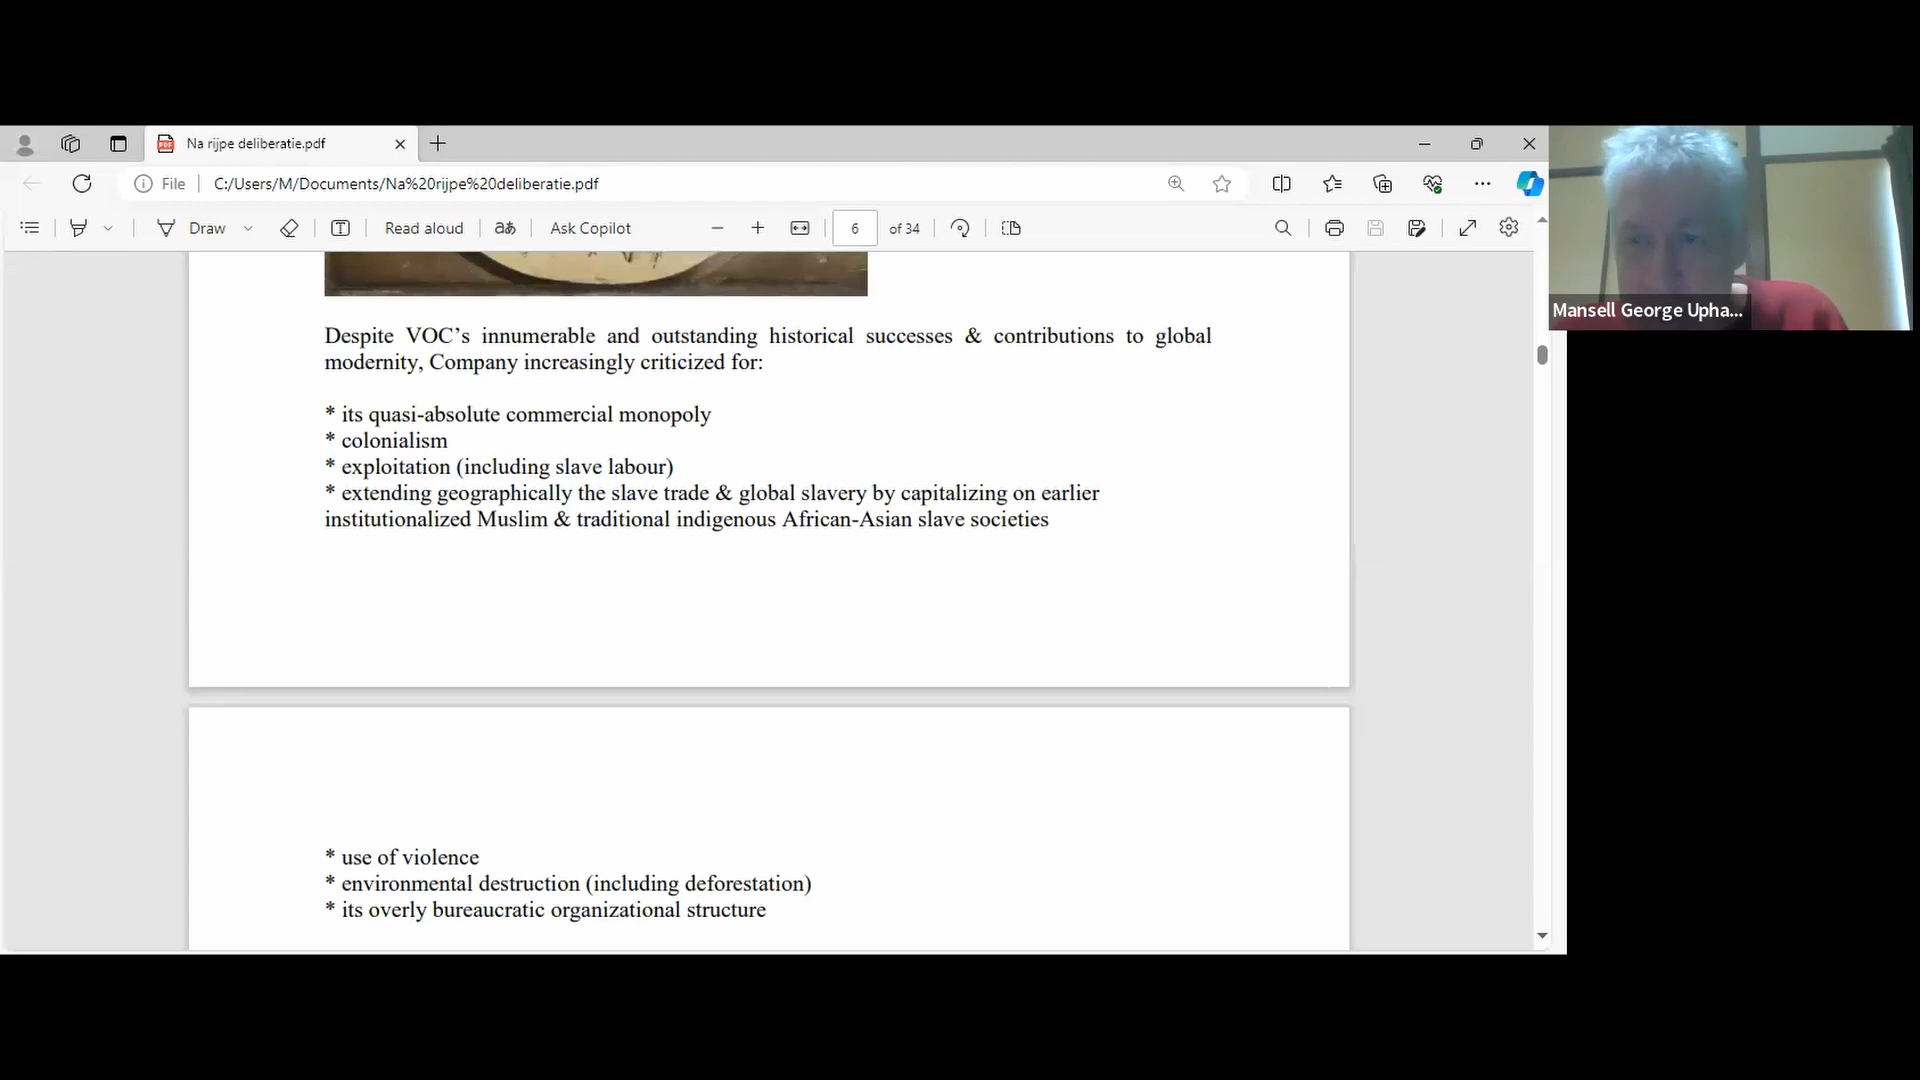 Na rijpe deliberatie.pdf
File
C:/Users/M/Documents/Na%20rijpe%20deliberatie.pdf
Draw
Read aloud
aあ
Ask Copilot
6
of 34
Mansell George Upha...
Despite VOC’s innumerable and outstanding historical successes & contributions to global
modernity, Company increasingly criticized for:
* its quasi-absolute commercial monopoly
* colonialism
* exploitation (including slave labour)
* extending geographically the slave trade & global slavery by capitalizing on earlier
institutionalized Muslim & traditional indigenous African-Asian slave societies
* use of violence
* environmental destruction (including deforestation)
* its overly bureaucratic organizational structure